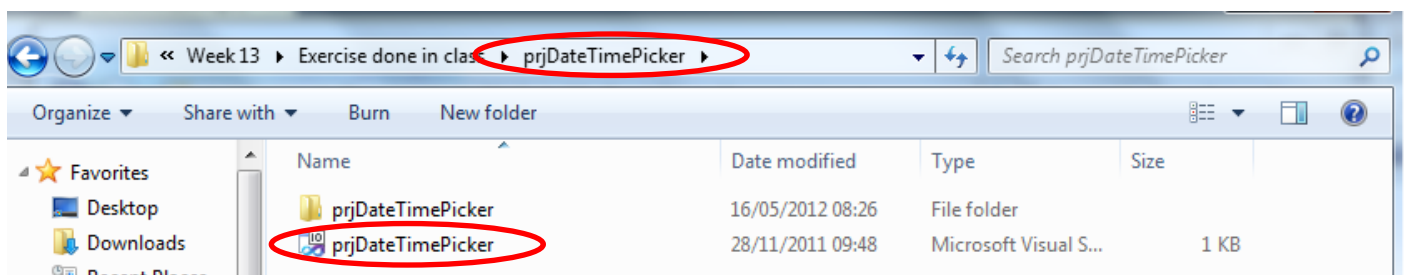 « Week 13 ▸ Exercise done in class ▸ prjDateTimePicker ▸ Search prjDateTimePicker
Organize Share with Burn New folder
Favorites Name Date modified Type Size
Desktop prjDateTimePicker 16/05/2012 08:26 File folder
Downloads prjDateTimePicker 28/11/2011 09:48 Microsoft Visual S... 1 KB